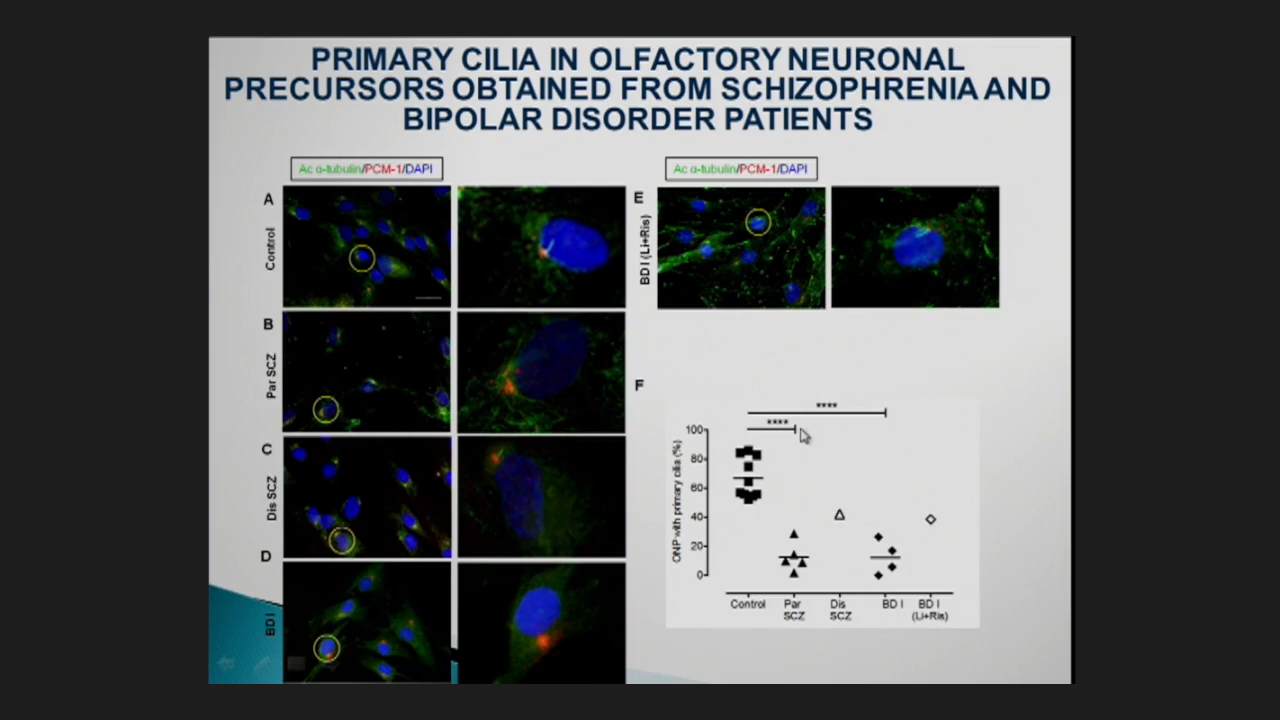 PRIMARY CILIA IN OLFACTORY NEURONAL
PRECURSORS OBTAINED FROM SCHIZOPHRENIA AND
BIPOLAR DISORDER PATIENTS
Ac α-tubulin/PCM-1/DAPI
A
Control
B
Par SCZ
C
Dis SCZ
D
BD I
Ac α-tubulin/PCM-1/DAPI
E
BD I (Li+Ris)
F
****
****
ONP with primary cilia (%)
100
80
60
40
20
0
Control
Par
SCZ
Dis
SCZ
BD I
BD I
(Li+Ris)